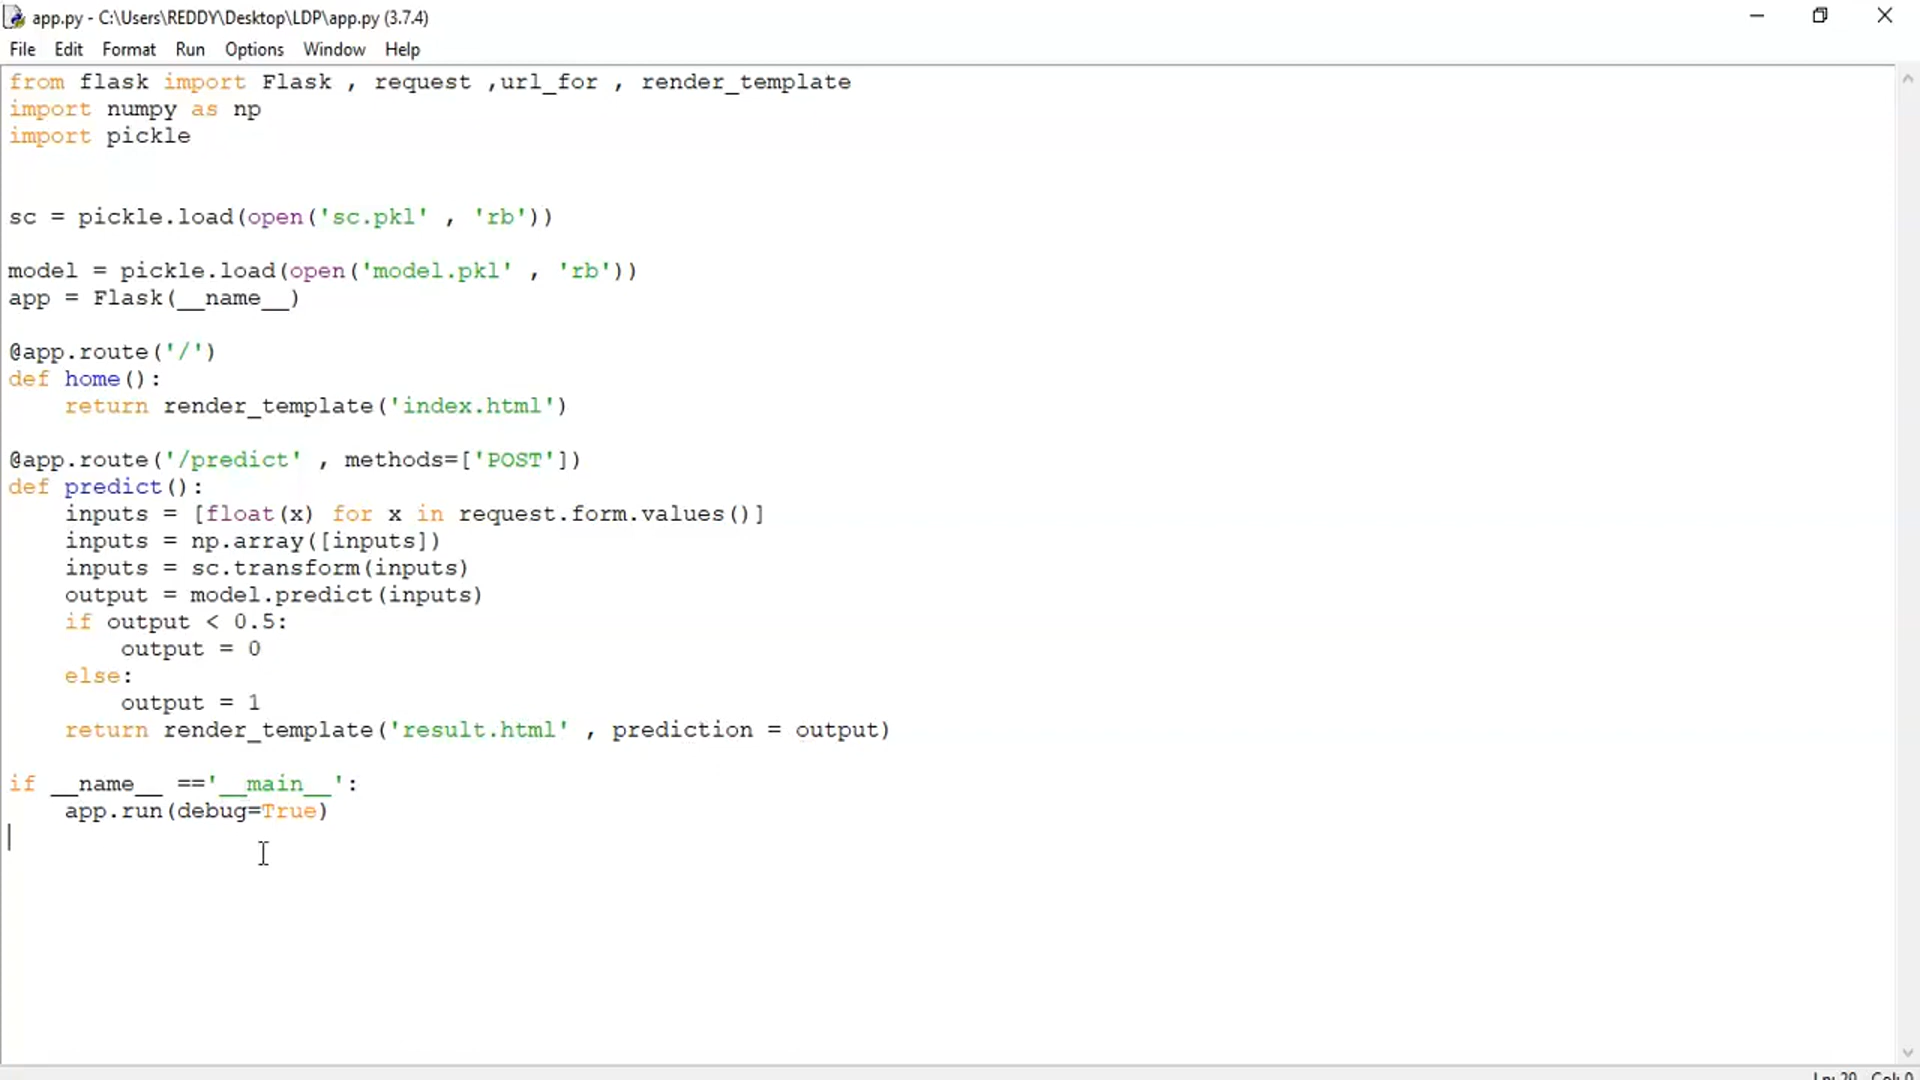 app.py - C:\Users\REDDY\Desktop\LDP\app.py (3.7.4)
File Edit Format Run Options Window Help
from flask import Flask , request ,url_for , render_template
import numpy as np
import pickle
sc = pickle.load(open('sc.pkl' , 'rb'))
model = pickle.load(open('model.pkl' , 'rb'))
app = Flask(__name__)
@app.route('/')
def home():
    return render_template('index.html')
@app.route('/predict' , methods=['POST'])
def predict():
    inputs = [float(x) for x in request.form.values()]
    inputs = np.array([inputs])
    inputs = sc.transform(inputs)
    output = model.predict(inputs)
    if output < 0.5:
        output = 0
    else:
        output = 1
    return render_template('result.html' , prediction = output)
if __name__ =='__main__':
    app.run(debug=True)